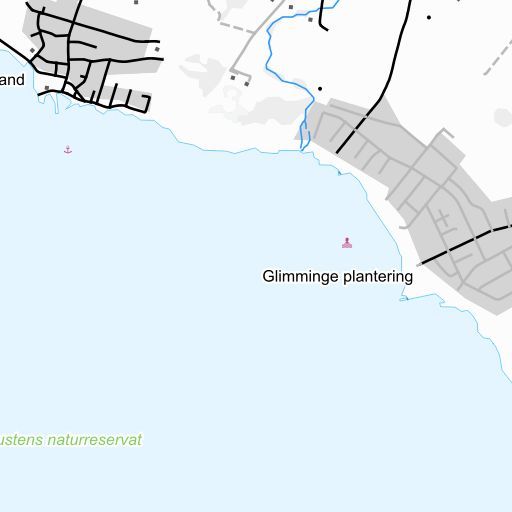 and
Glimminge plantering
ustens naturreservat